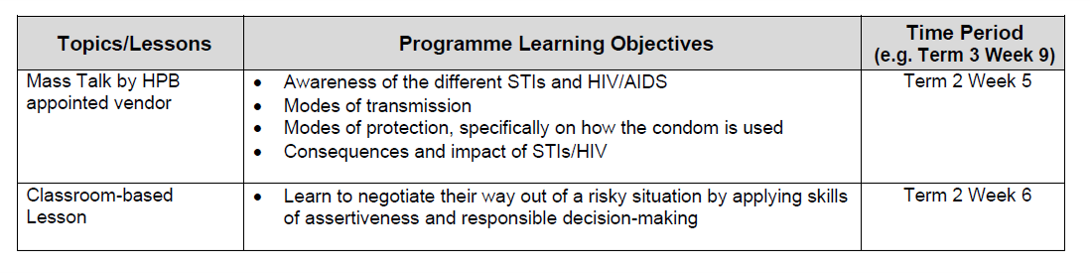 Topics/Lessons
Programme Learning Objectives
Time Period
(e.g. Term 3 Week 9)
Mass Talk by HPB
appointed vendor
• Awareness of the different STIs and HIV/AIDS
• Modes of transmission
• Modes of protection, specifically on how the condom is used
• Consequences and impact of STIs/HIV
Term 2 Week 5
Classroom-based
Lesson
• Learn to negotiate their way out of a risky situation by applying skills
of assertiveness and responsible decision-making
Term 2 Week 6